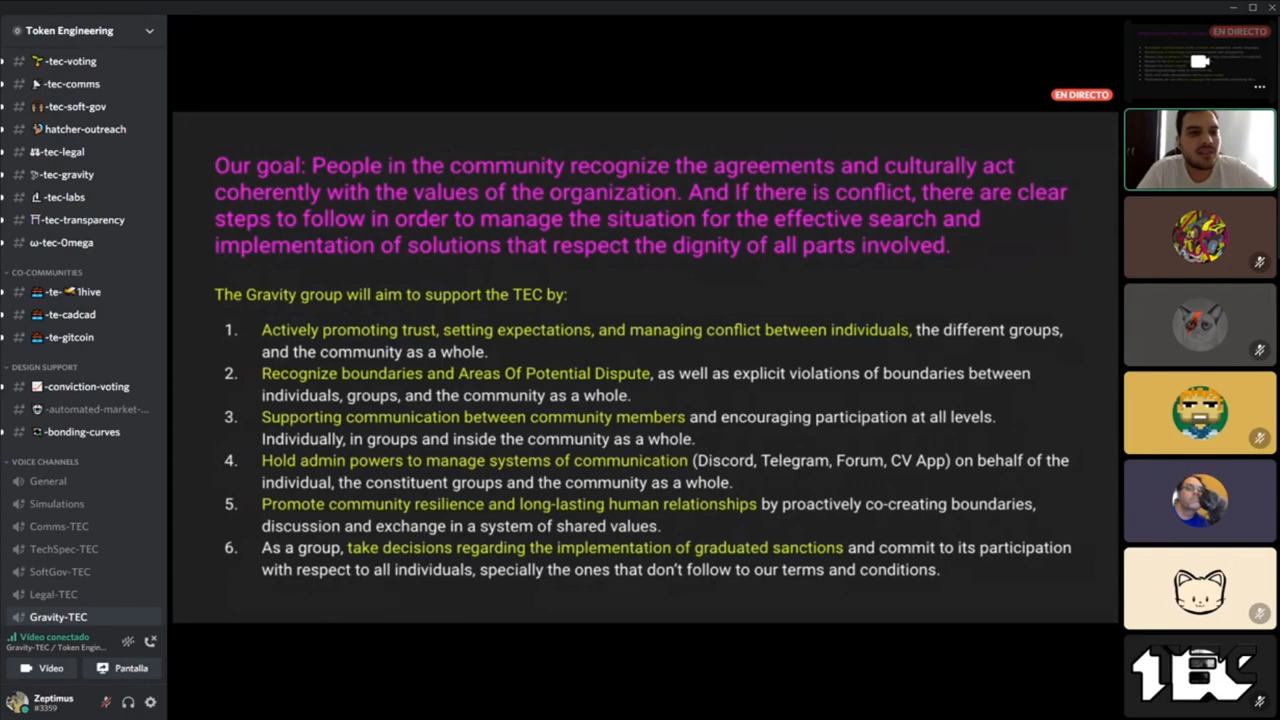 Token Engineering
-tec-voting
-tec-comms
-tec-soft-gov
hatcher-outreach
-tec-legal
-tec-gravity
-tec-labs
-tec-transparency
ω-tec-0mega
CO-COMMUNITIES
-te-1hive
-te-cadcad
-te-gitcoin
DESIGN SUPPORT
-conviction-voting
-automated-market-...
-bonding-curves
VOICE CHANNELS
General
Simulations
Comms-TEC
TechSpec-TEC
SoftGov-TEC
Legal-TEC
Gravity-TEC
Vídeo conectado
Gravity-TEC / Token Engin...
Vídeo
Pantalla
Zeptimus
#3359
EN DIRECTO
Our goal: People in the community recognize the agreements and culturally act
coherently with the values of the organization. And If there is conflict, there are clear
steps to follow in order to manage the situation for the effective search and
implementation of solutions that respect the dignity of all parts involved.
The Gravity group will aim to support the TEC by:
1. Actively promoting trust, setting expectations, and managing conflict between individuals, the different groups,
and the community as a whole.
2. Recognize boundaries and Areas Of Potential Dispute, as well as explicit violations of boundaries between
individuals, groups, and the community as a whole.
3. Supporting communication between community members and encouraging participation at all levels.
Individually, in groups and inside the community as a whole.
4. Hold admin powers to manage systems of communication (Discord, Telegram, Forum, CV App) on behalf of the
individual, the constituent groups and the community as a whole.
5. Promote community resilience and long-lasting human relationships by proactively co-creating boundaries,
discussion and exchange in a system of shared values.
6. As a group, take decisions regarding the implementation of graduated sanctions and commit to its participation
with respect to all individuals, specially the ones that don't follow to our terms and conditions.
EN DIRECTO
TEC